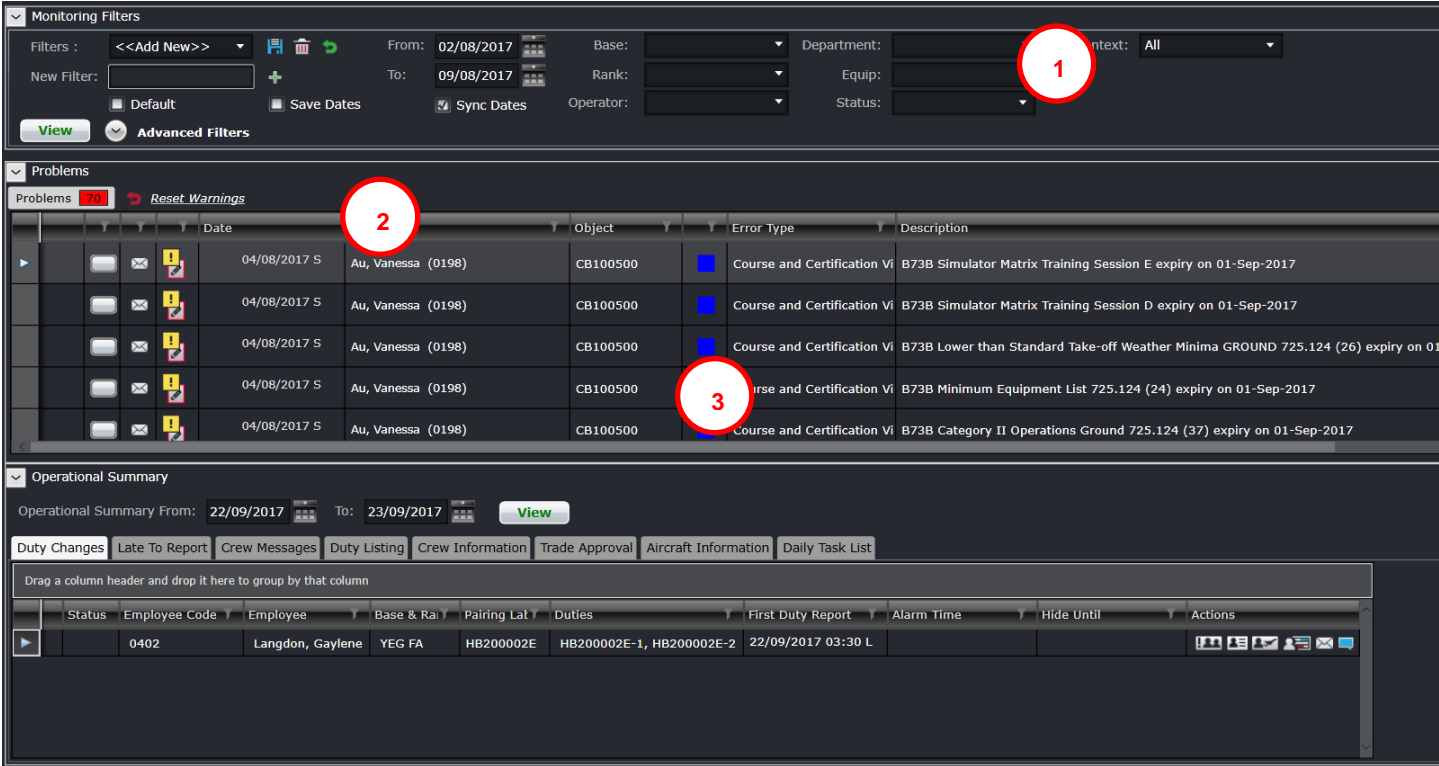 Monitoring Filters
Filters : <<Add New>> From: 02/08/2017 Base: Department: ntext: All
1
New Filter: To: 09/08/2017 Rank: Equip:
Default Save Dates Sync Dates Operator: Status:
View Advanced Filters
Problems
Problems 70 Reset Warnings
2
Date Object Error Type Description
04/08/2017 S Au, Vanessa (0198) CB100500 Course and Certification Vi B73B Simulator Matrix Training Session E expiry on 01-Sep-2017
04/08/2017 S Au, Vanessa (0198) CB100500 Course and Certification Vi B73B Simulator Matrix Training Session D expiry on 01-Sep-2017
04/08/2017 S Au, Vanessa (0198) CB100500 Course and Certification Vi B73B Lower than Standard Take-off Weather Minima GROUND 725.124 (26) expiry on 01
04/08/2017 S Au, Vanessa (0198) CB100500 urse and Certification Vi B73B Minimum Equipment List 725.124 (24) expiry on 01-Sep-2017
3
04/08/2017 S Au, Vanessa (0198) CB100500 Course and Certification Vi B73B Category II Operations Ground 725.124 (37) expiry on 01-Sep-2017
Operational Summary
Operational Summary From: 22/09/2017 To: 23/09/2017 View
Duty Changes Late To Report Crew Messages Duty Listing Crew Information Trade Approval Aircraft Information Daily Task List
Drag a column header and drop it here to group by that column
Status Employee Code Employee Base & Ra Pairing Lab Duties First Duty Report Alarm Time Hide Until Actions
0402 Langdon, Gaylene YEG FA HB200002E HB200002E-1, HB200002E-2 22/09/2017 03:30 L